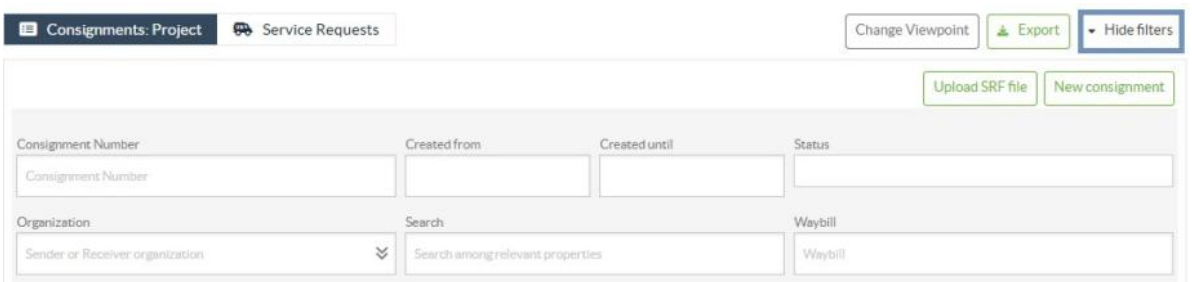 Consignments: Project Service Requests Change Viewpoint Export Hide filters
Upload SRF file New consignment
Consignment Number Created from Created until Status
Consignment Number
Organization Search Waybill
Sender or Receiver organization Search among relevant properties Waybill